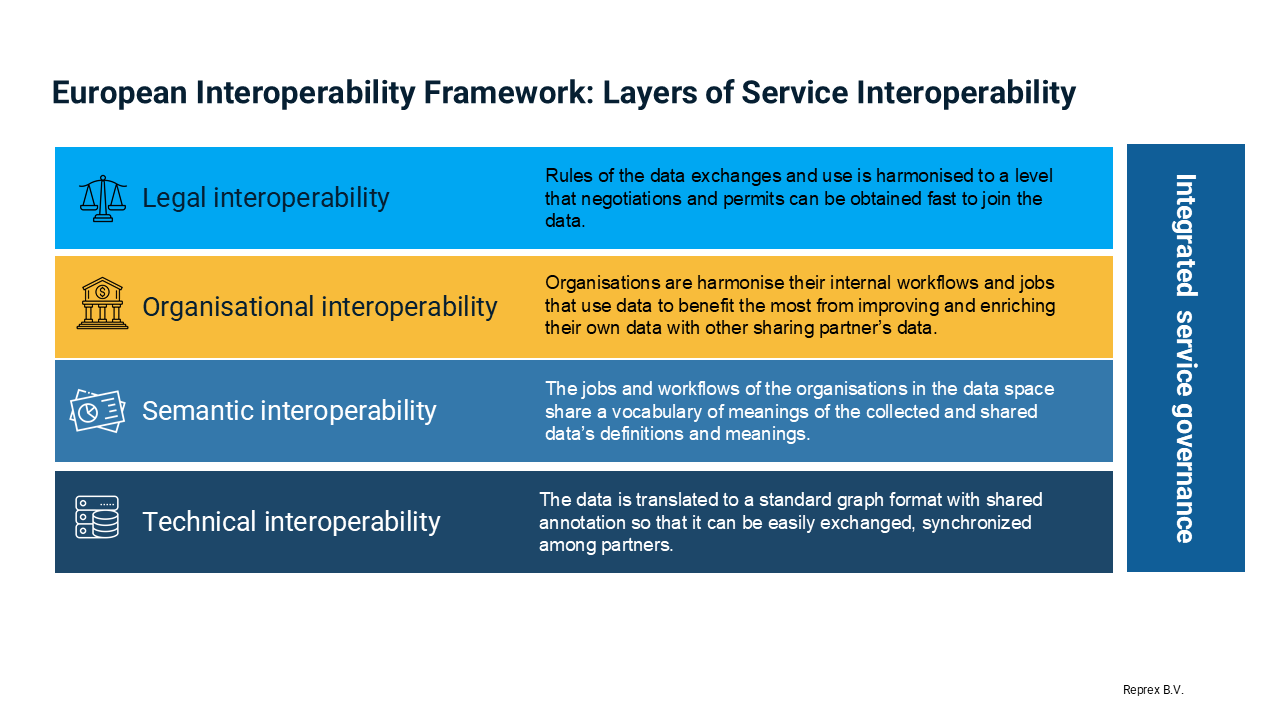 European Interoperability Framework: Layers of Service Interoperability
Legal interoperability
Rules of the data exchanges and use is harmonised to a level
that negotiations and permits can be obtained fast to join the
data.
Organisational interoperability
Organisations are harmonise their internal workflows and jobs
that use data to benefit the most from improving and enriching
their own data with other sharing partner's data.
Semantic interoperability
The jobs and workflows of the organisations in the data space
share a vocabulary of meanings of the collected and shared
data's definitions and meanings.
Technical interoperability
The data is translated to a standard graph format with shared
annotation so that it can be easily exchanged, synchronized
among partners.
Integrated service governance
Reprex B.V.